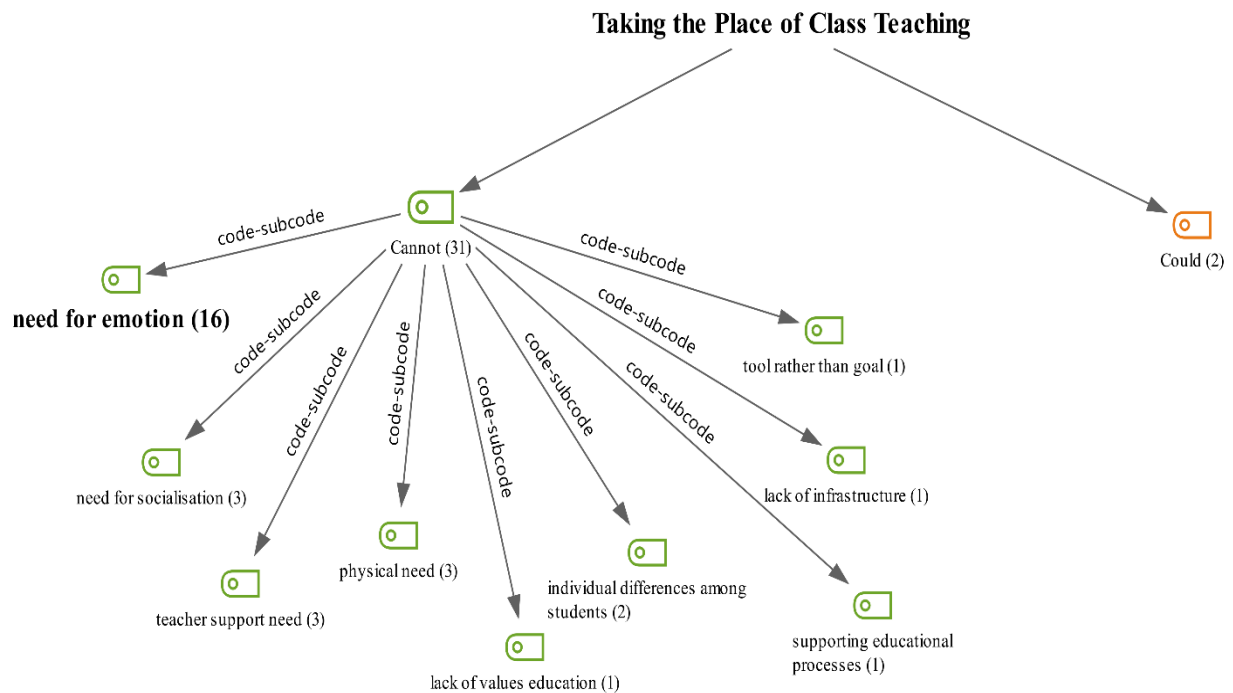 Taking the Place of Class Teaching
code-subcode
Cannot (31)
Could (2)
code-subcode
need for emotion (16)
code-subcode
code-subcode
tool rather than goal (1)
code-subcode
code-subcode
code-subcode
code-subcode
code-subcode
code-subcode
need for socialisation (3)
lack of infrastructure (1)
physical need (3)
individual differences among
students (2)
teacher support need (3)
supporting educational
processes (1)
lack of values education (1)